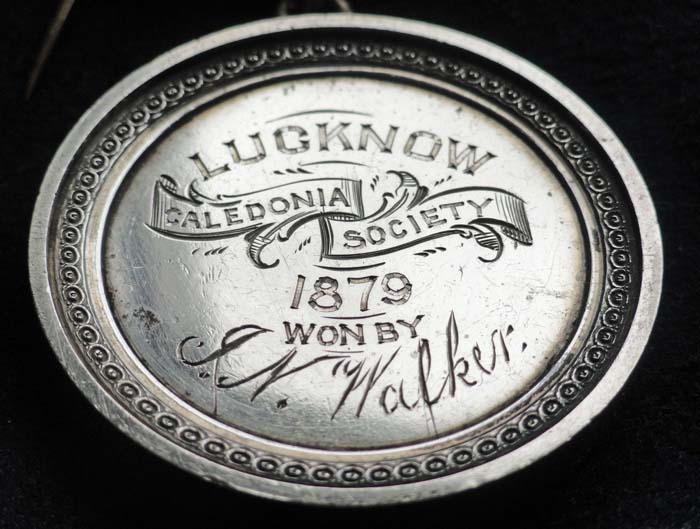 LUCKNOW
CALEDONIA SOCIETY
1879
WON BY
J. N. Walker.